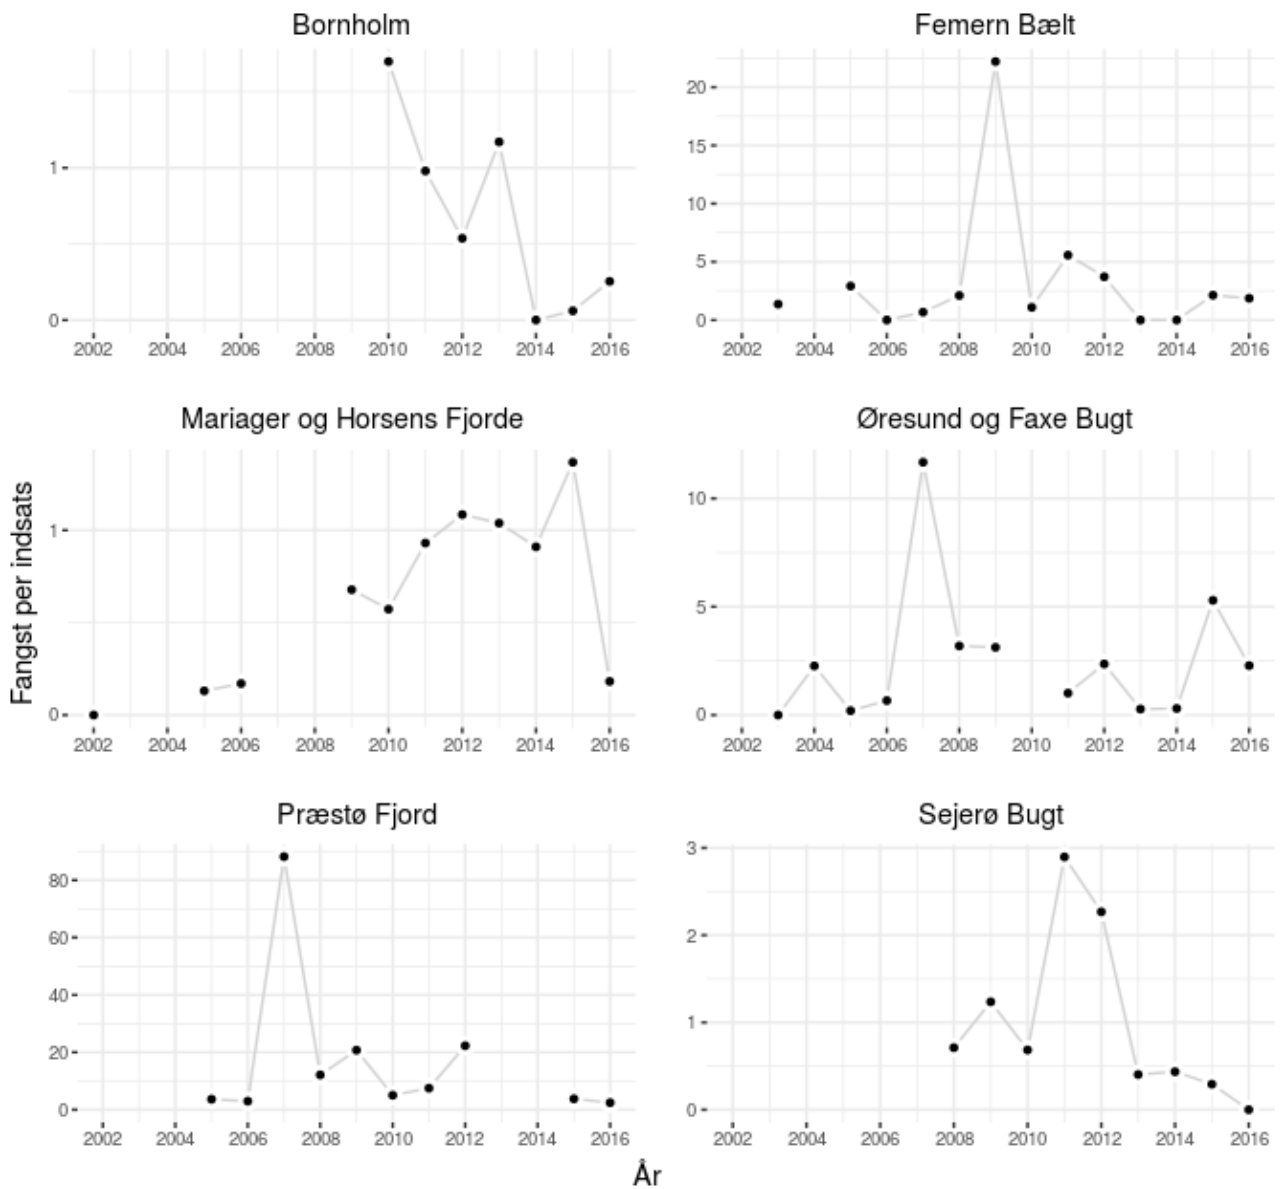 Bornholm
1
0
2002 2004 2006 2008 2010 2012 2014 2016
Femern Bælt
20
15
10
5
0
2002 2004 2006 2008 2010 2012 2014 2016
Mariager og Horsens Fjorde
1
0
2002 2004 2006 2008 2010 2012 2014 2016
Øresund og Faxe Bugt
10
5
0
2002 2004 2006 2008 2010 2012 2014 2016
Fangst per indsats
Præstø Fjord
80
60
40
20
0
2002 2004 2006 2008 2010 2012 2014 2016
Sejerø Bugt
3
2
1
0
2002 2004 2006 2008 2010 2012 2014 2016
År